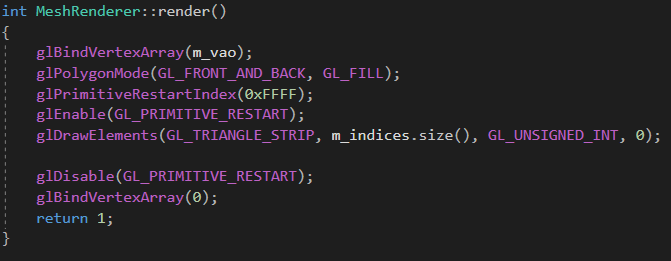 int MeshRenderer::render()
{
glBindVertexArray(m_vao);
glPolygonMode(GL_FRONT_AND_BACK, GL_FILL);
glPrimitiveRestartIndex(0xFFFF);
glEnable(GL_PRIMITIVE_RESTART);
glDrawElements(GL_TRIANGLE_STRIP, m_indices.size(), GL_UNSIGNED_INT, 0);
glDisable(GL_PRIMITIVE_RESTART);
glBindVertexArray(0);
return 1;
}